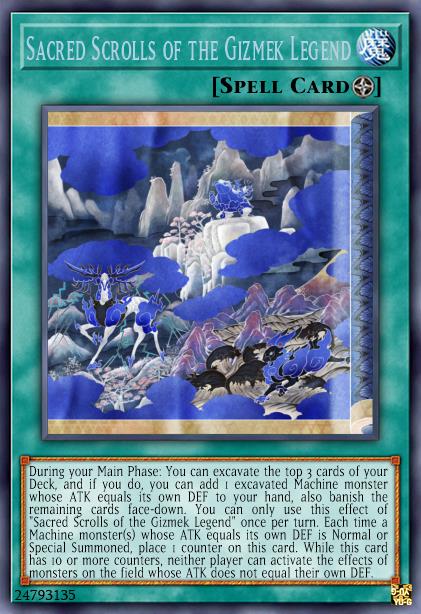 SACRED SCROLLS OF THE GIZMEK LEGEND 魔
[SPELL CARD]
During your Main Phase: You can excavate the top 3 cards of your
Deck, and if you do, you can add 1 excavated Machine monster
whose ATK equals its own DEF to your hand, also banish the
remaining cards face-down. You can only use this effect of
"Sacred Scrolls of the Gizmek Legend" once per turn. Each time a
Machine monster(s) whose ATK equals its own DEF is Normal or
Special Summoned, place 1 counter on this card. While this card
has 10 or more counters, neither player can activate the effects of
monsters on the field whose ATK does not equal their own DEF.
24793135